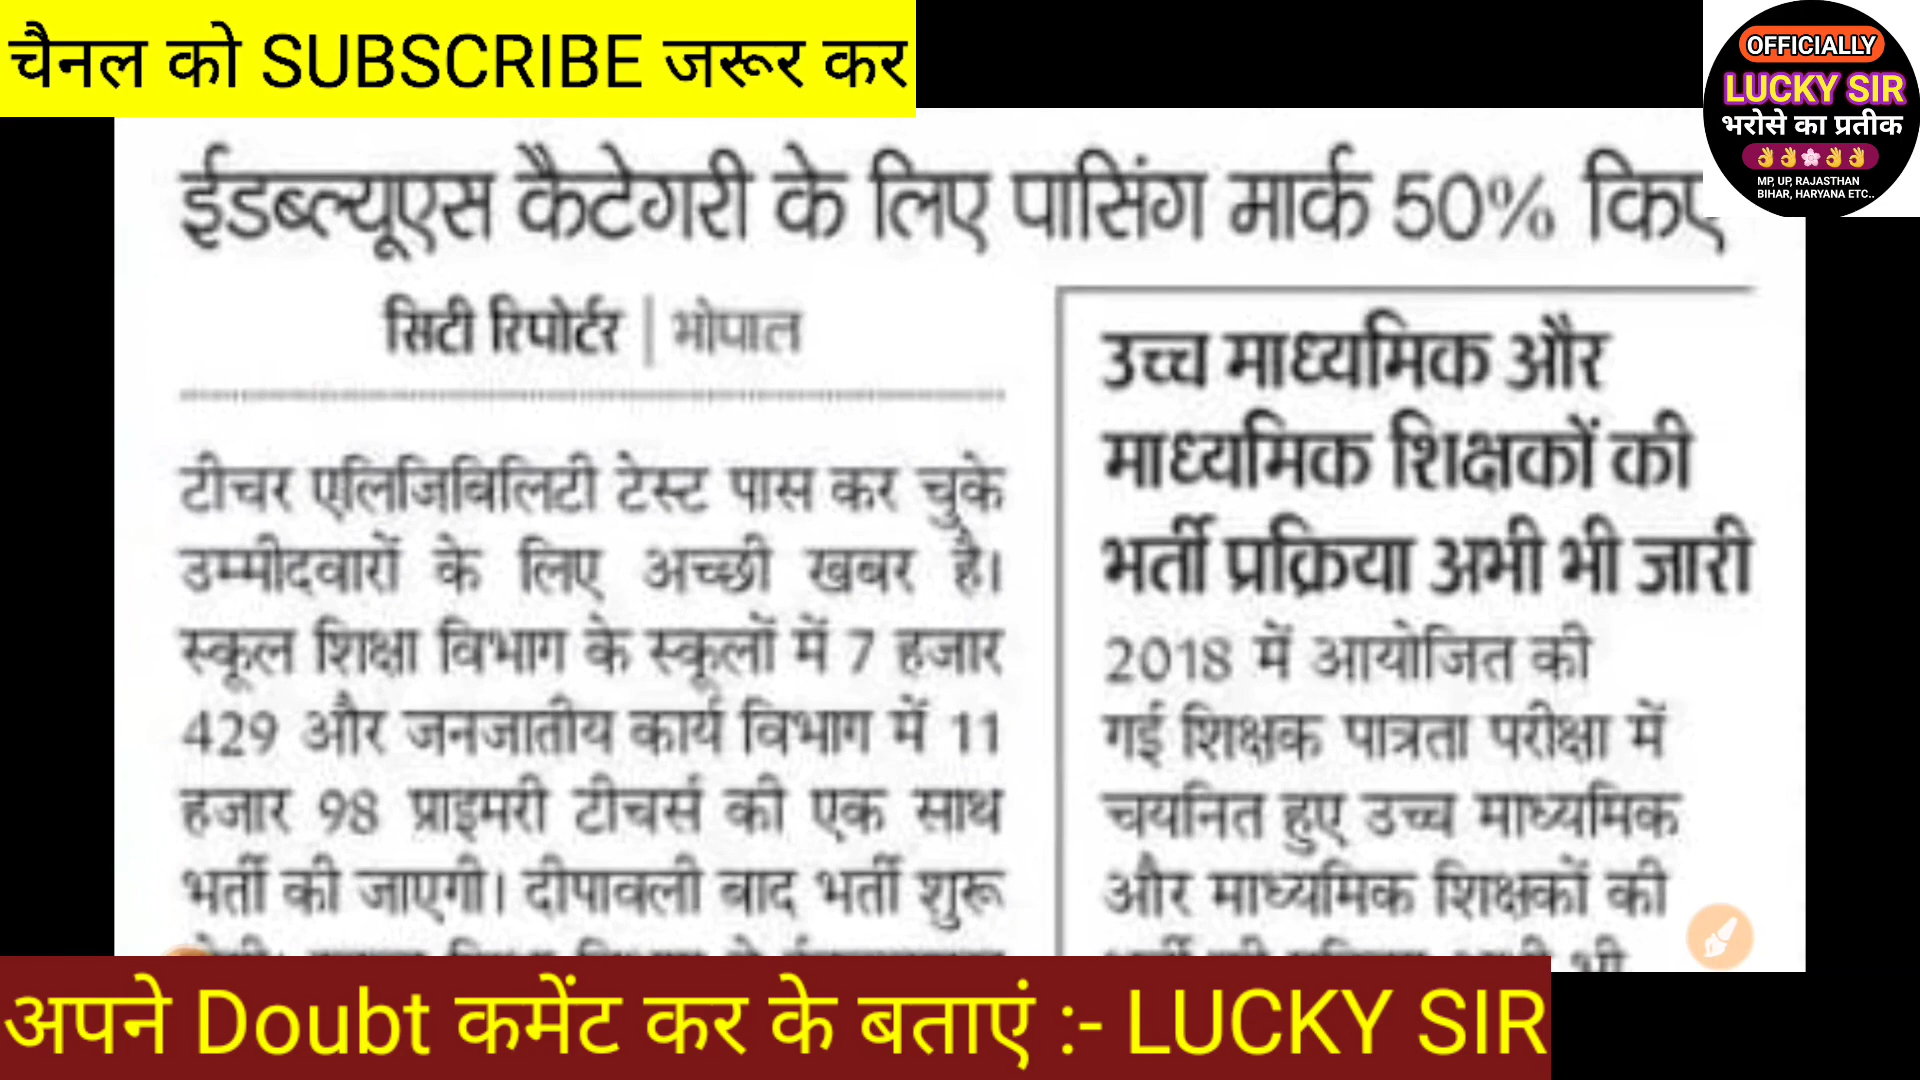 चैनल को SUBSCRIBE जरूर कर
OFFICIALLY
LUCKY SIR
भरोसे का प्रतीक
MP, UP, RAJASTHAN
BIHAR, HARYANA ETC..
ईडब्ल्यूएस कैटेगरी के लिए पासिंग मार्क 50% किए
सिटी रिपोर्टर | भोपाल
टीचर एलिजिबिलिटी टेस्ट पास कर चुके
उम्मीदवारों के लिए अच्छी खबर है।
स्कूल शिक्षा विभाग के स्कूलों में 7 हजार
429 और जनजातीय कार्य विभाग में 11
हजार 98 प्राइमरी टीचर्स की एक साथ
भर्ती की जाएगी। दीपावली बाद भर्ती शुरू
उच्च माध्यमिक और
माध्यमिक शिक्षकों की
भर्ती प्रक्रिया अभी भी जारी
2018 में आयोजित की
गई शिक्षक पात्रता परीक्षा में
चयनित हुए उच्च माध्यमिक
और माध्यमिक शिक्षकों की
अपने Doubt कमेंट कर के बताएं :- LUCKY SIR